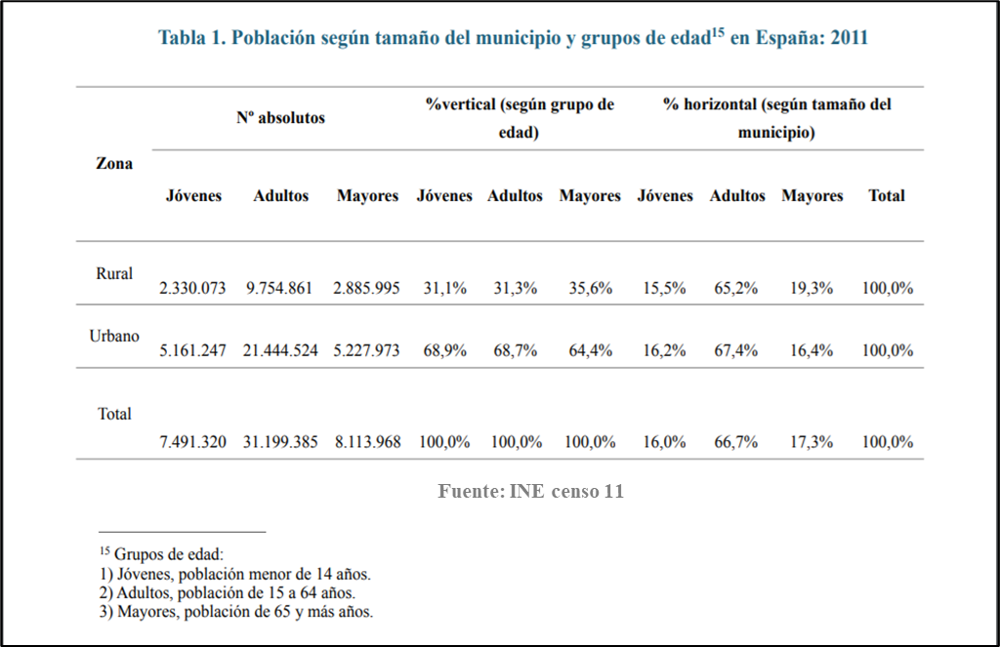 Tabla 1. Población según tamaño del municipio y grupos de edad15 en España: 2011
Zona
Nº absolutos
%vertical (según grupo de
edad)
% horizontal (según tamaño del
municipio)
Jóvenes Adultos Mayores Jóvenes Adultos Mayores Jóvenes Adultos Mayores Total
Rural 2.330.073 9.754.861 2.885.995 31,1% 31,3% 35,6% 15,5% 65,2% 19,3% 100,0%
Urbano 5.161.247 21.444.524 5.227.973 68,9% 68,7% 64,4% 16,2% 67,4% 16,4% 100,0%
Total 7.491.320 31.199.385 8.113.968 100,0% 100,0% 100,0% 16,0% 66,7% 17,3% 100,0%
Fuente: INE censo 11
15 Grupos de edad:
1) Jóvenes, población menor de 14 años.
2) Adultos, población de 15 a 64 años.
3) Mayores, población de 65 y más años.